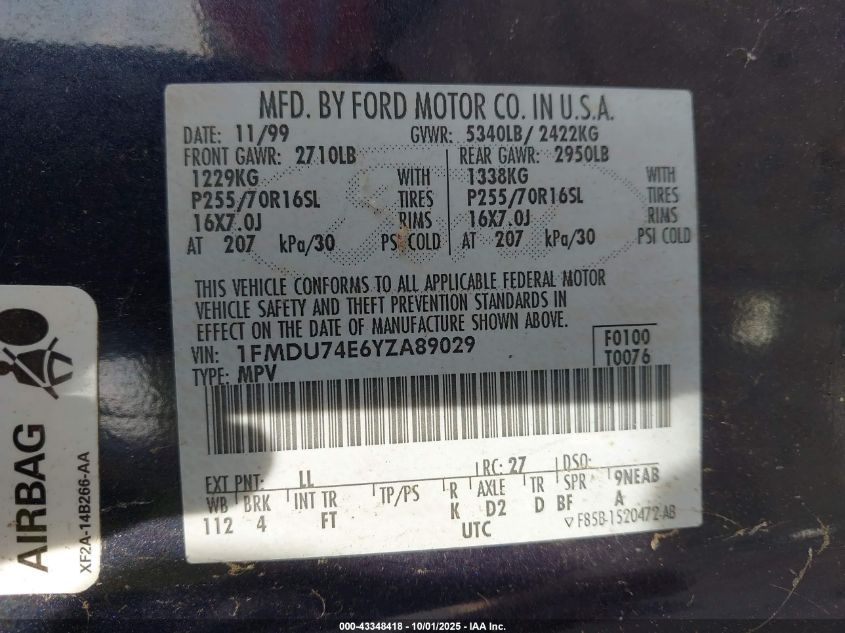 MFD. BY FORD MOTOR CO. IN U.S.A.
DATE: 11/99 GVWR: 5340LB/ 2422KG
FRONT GAWR: 2710LB REAR GAWR: 2950LB
1229KG WITH 1338KG WITH
P255/70R16SL TIRES P255/70R16SL TIRES
16X7.0J RIMS 16X7.0J RIMS
AT 207 kPa/30 PSI COLD AT 207 kPa/30 PSI COLD
THIS VEHICLE CONFORMS TO ALL APPLICABLE FEDERAL MOTOR
VEHICLE SAFETY AND THEFT PREVENTION STANDARDS IN
EFFECT ON THE DATE OF MANUFACTURE SHOWN ABOVE.
VIN: 1FMDU74E6YZA89029 F0100
TYPE: MPV T0076
EXT PNT: LL RC: 27 DSO:
WB BRK INT TR TP/PS R AXLE TR SPR 9NEAB
112 4 FT K D2 D BF A
UTC F85B-1520472-AB
AIRBAG
XF2A-14B266-AA
000-43348418 - 10/01/2025 - IAA Inc.